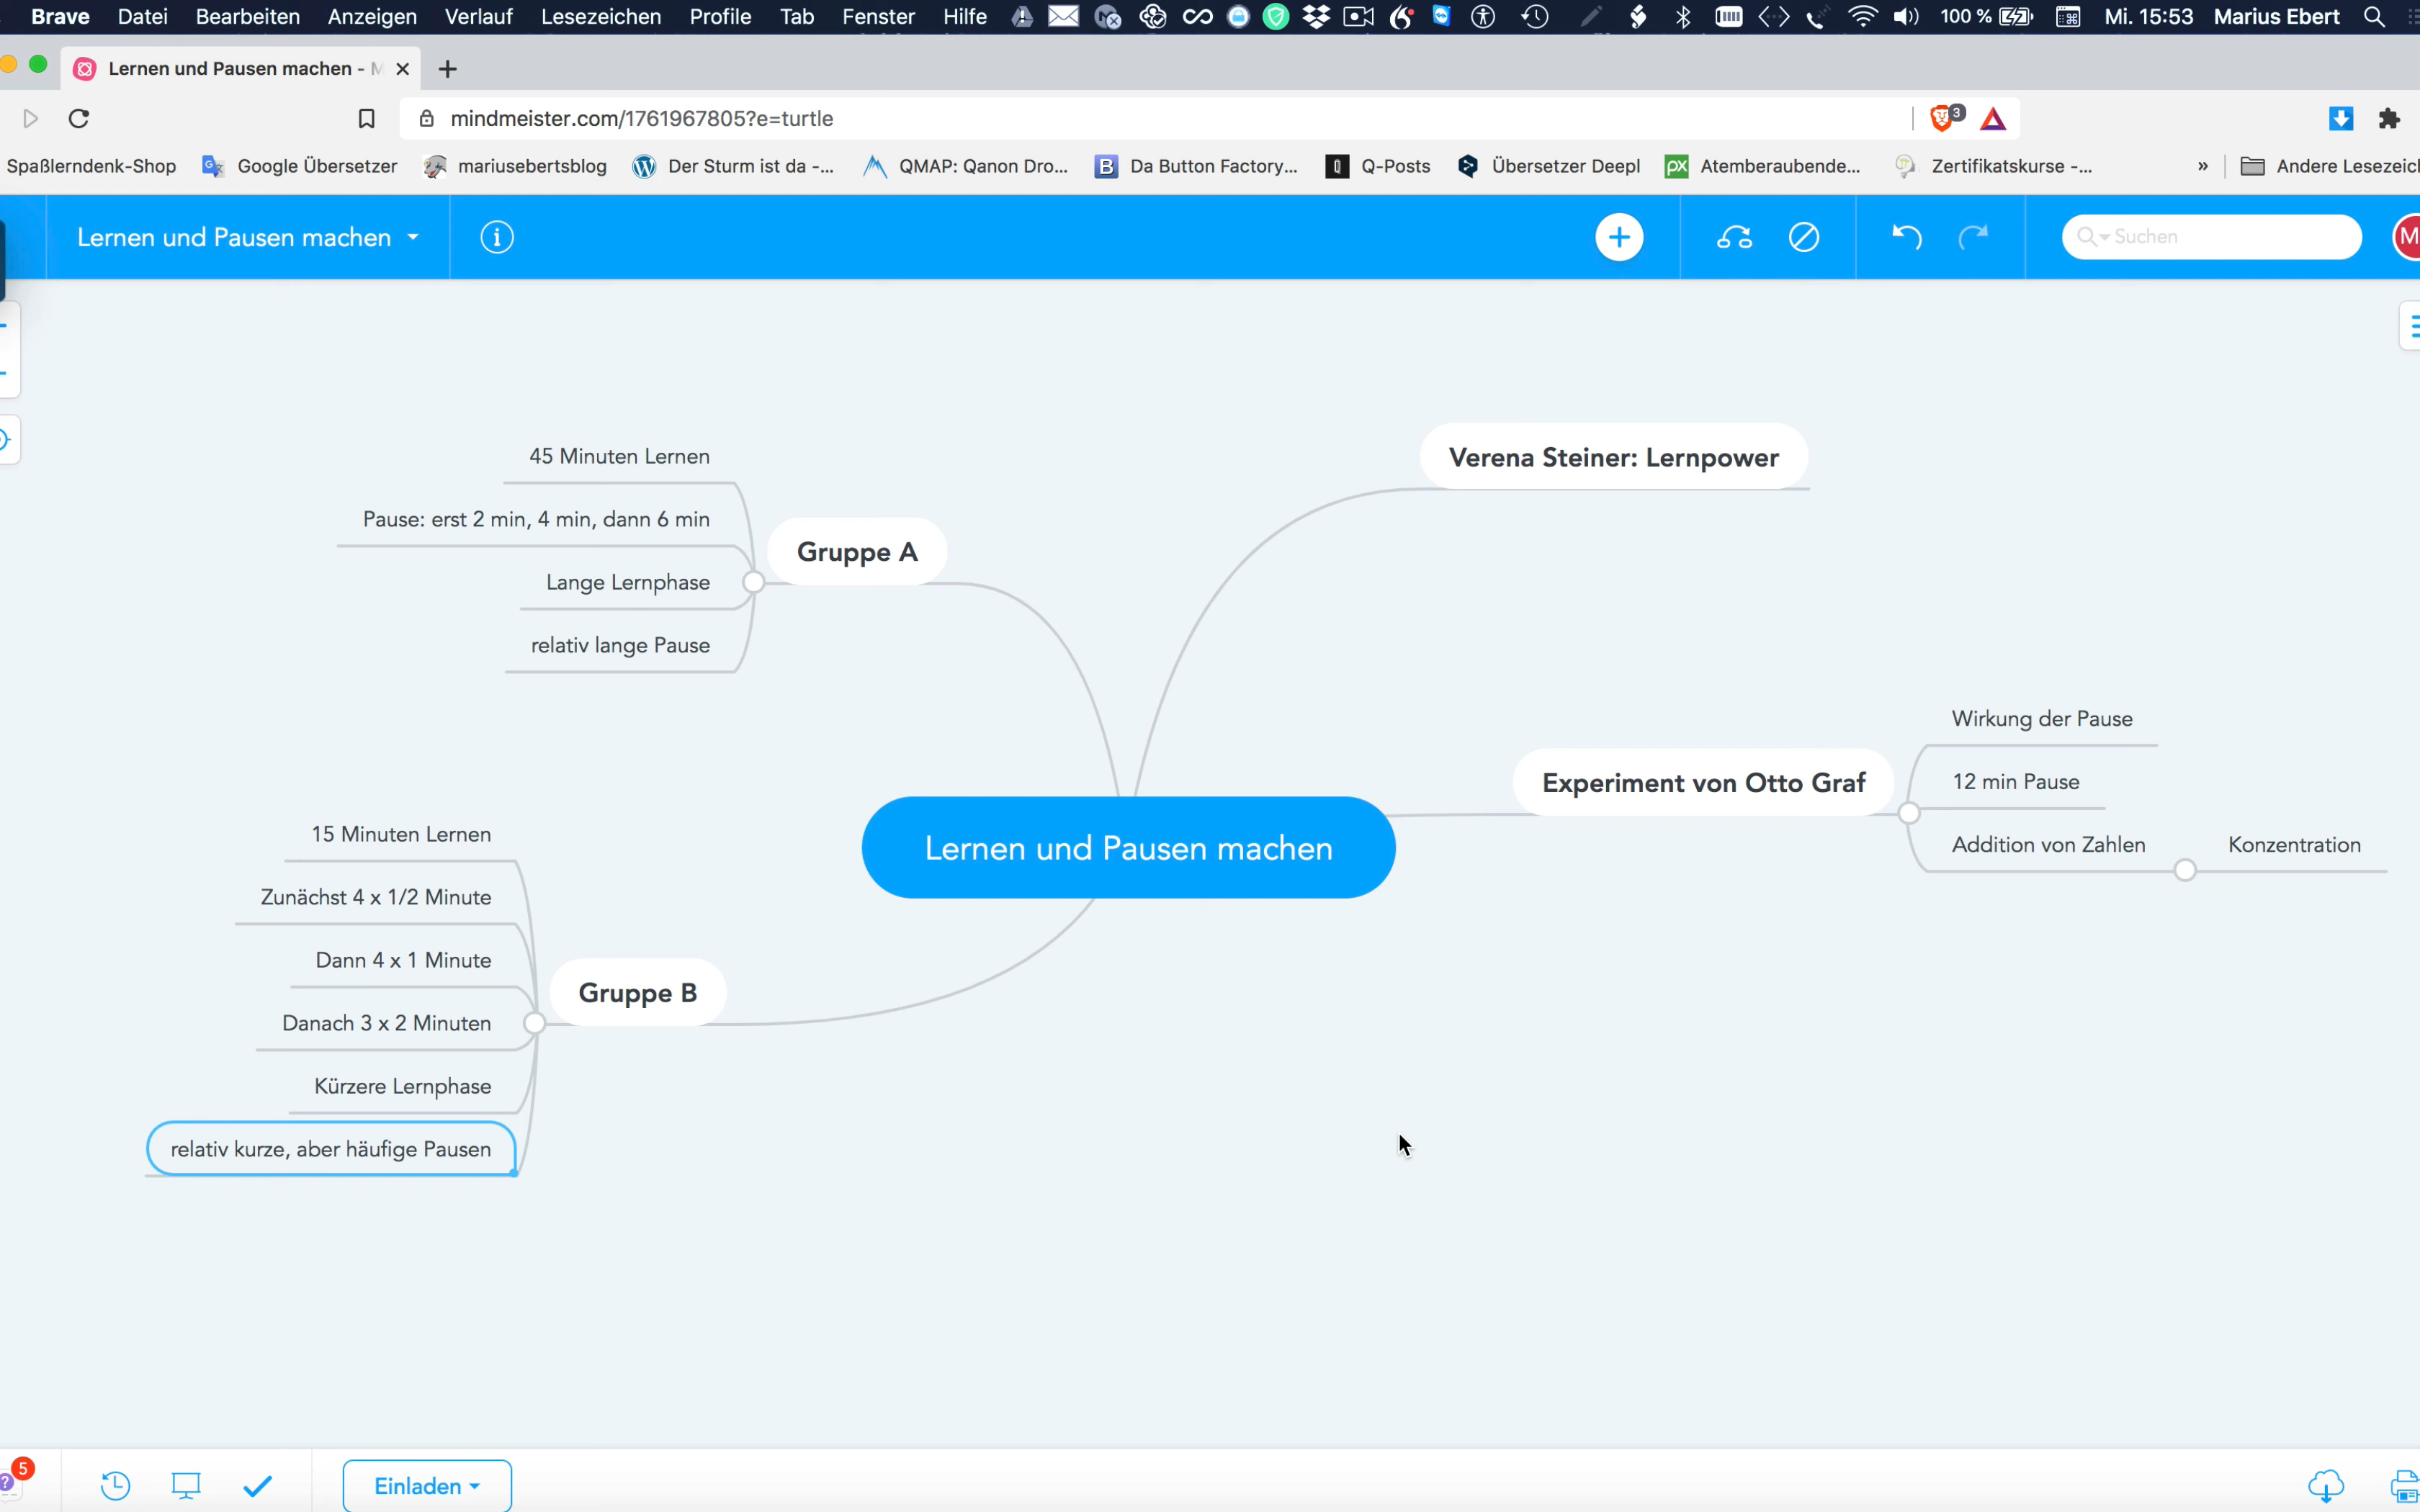 Brave Datei Bearbeiten Anzeigen Verlauf Lesezeichen Profile Tab Fenster Hilfe 100 % Mi. 15:53 Marius Ebert
Lernen und Pausen machen - M
mindmeister.com/1761967805?e=turtle 3
Spaßlerndenk-Shop Google Übersetzer mariusebertsblog Der Sturm ist da -... QMAP: Qanon Dro... B Da Button Factory... Q-Posts Übersetzer Deepl px Atemberaubende... Zertifikatskurse -... » Andere Lesezeic
Lernen und Pausen machen Suchen M
45 Minuten Lernen
Pause: erst 2 min, 4 min, dann 6 min
Lange Lernphase
relativ lange Pause
Gruppe A
Verena Steiner: Lernpower
Experiment von Otto Graf
Wirkung der Pause
12 min Pause
Addition von Zahlen
Konzentration
Lernen und Pausen machen
15 Minuten Lernen
Zunächst 4 x 1/2 Minute
Dann 4 x 1 Minute
Danach 3 x 2 Minuten
Kürzere Lernphase
relativ kurze, aber häufige Pausen
Gruppe B
5
Einladen